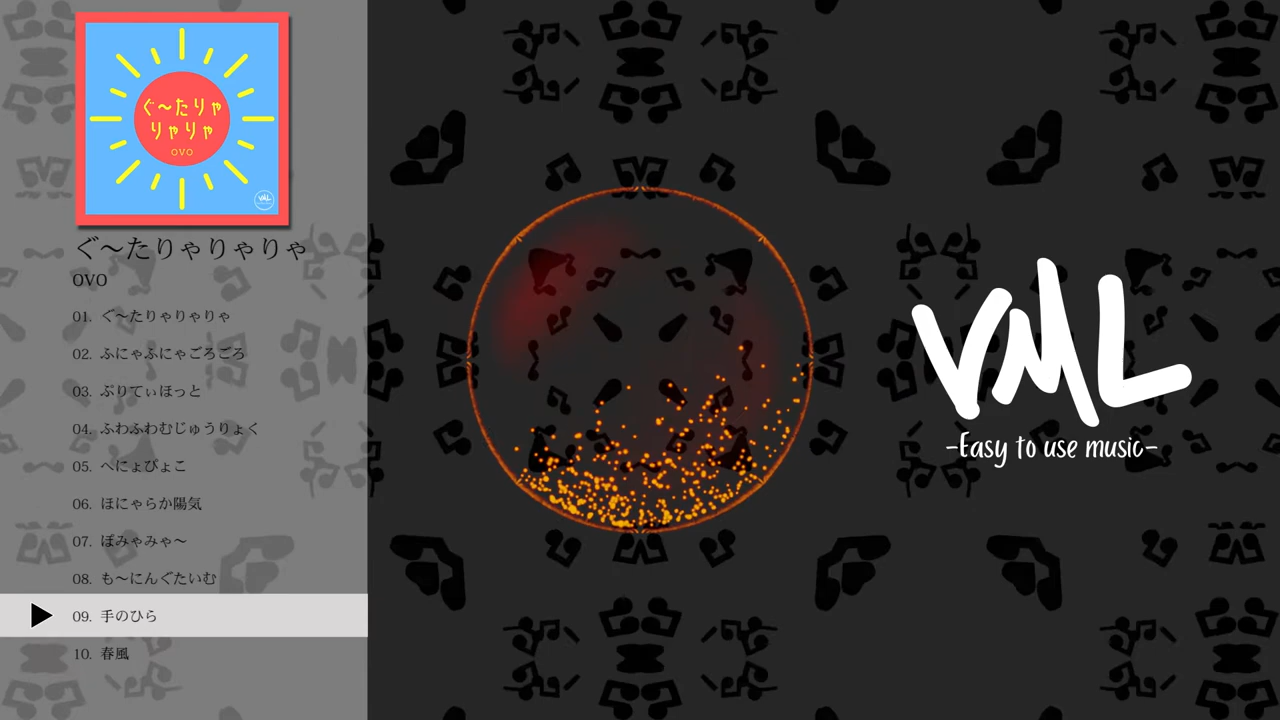 ぐ〜たりゃ
りゃりゃ
OVO
VML
ぐ〜たりゃりゃりゃ
OVO
01. ぐ〜たりゃりゃりゃ
02. ふにゃふにゃごろごろ
03. ぷりてぃほっと
04. ふわふわむじゅうりょく
05. へにょぴょこ
06. ほにゃらか陽気
07. ぽみゃみゃ〜
08. も〜にんぐたいむ
09. 手のひら
10. 春風
VML
-Easy to use music-